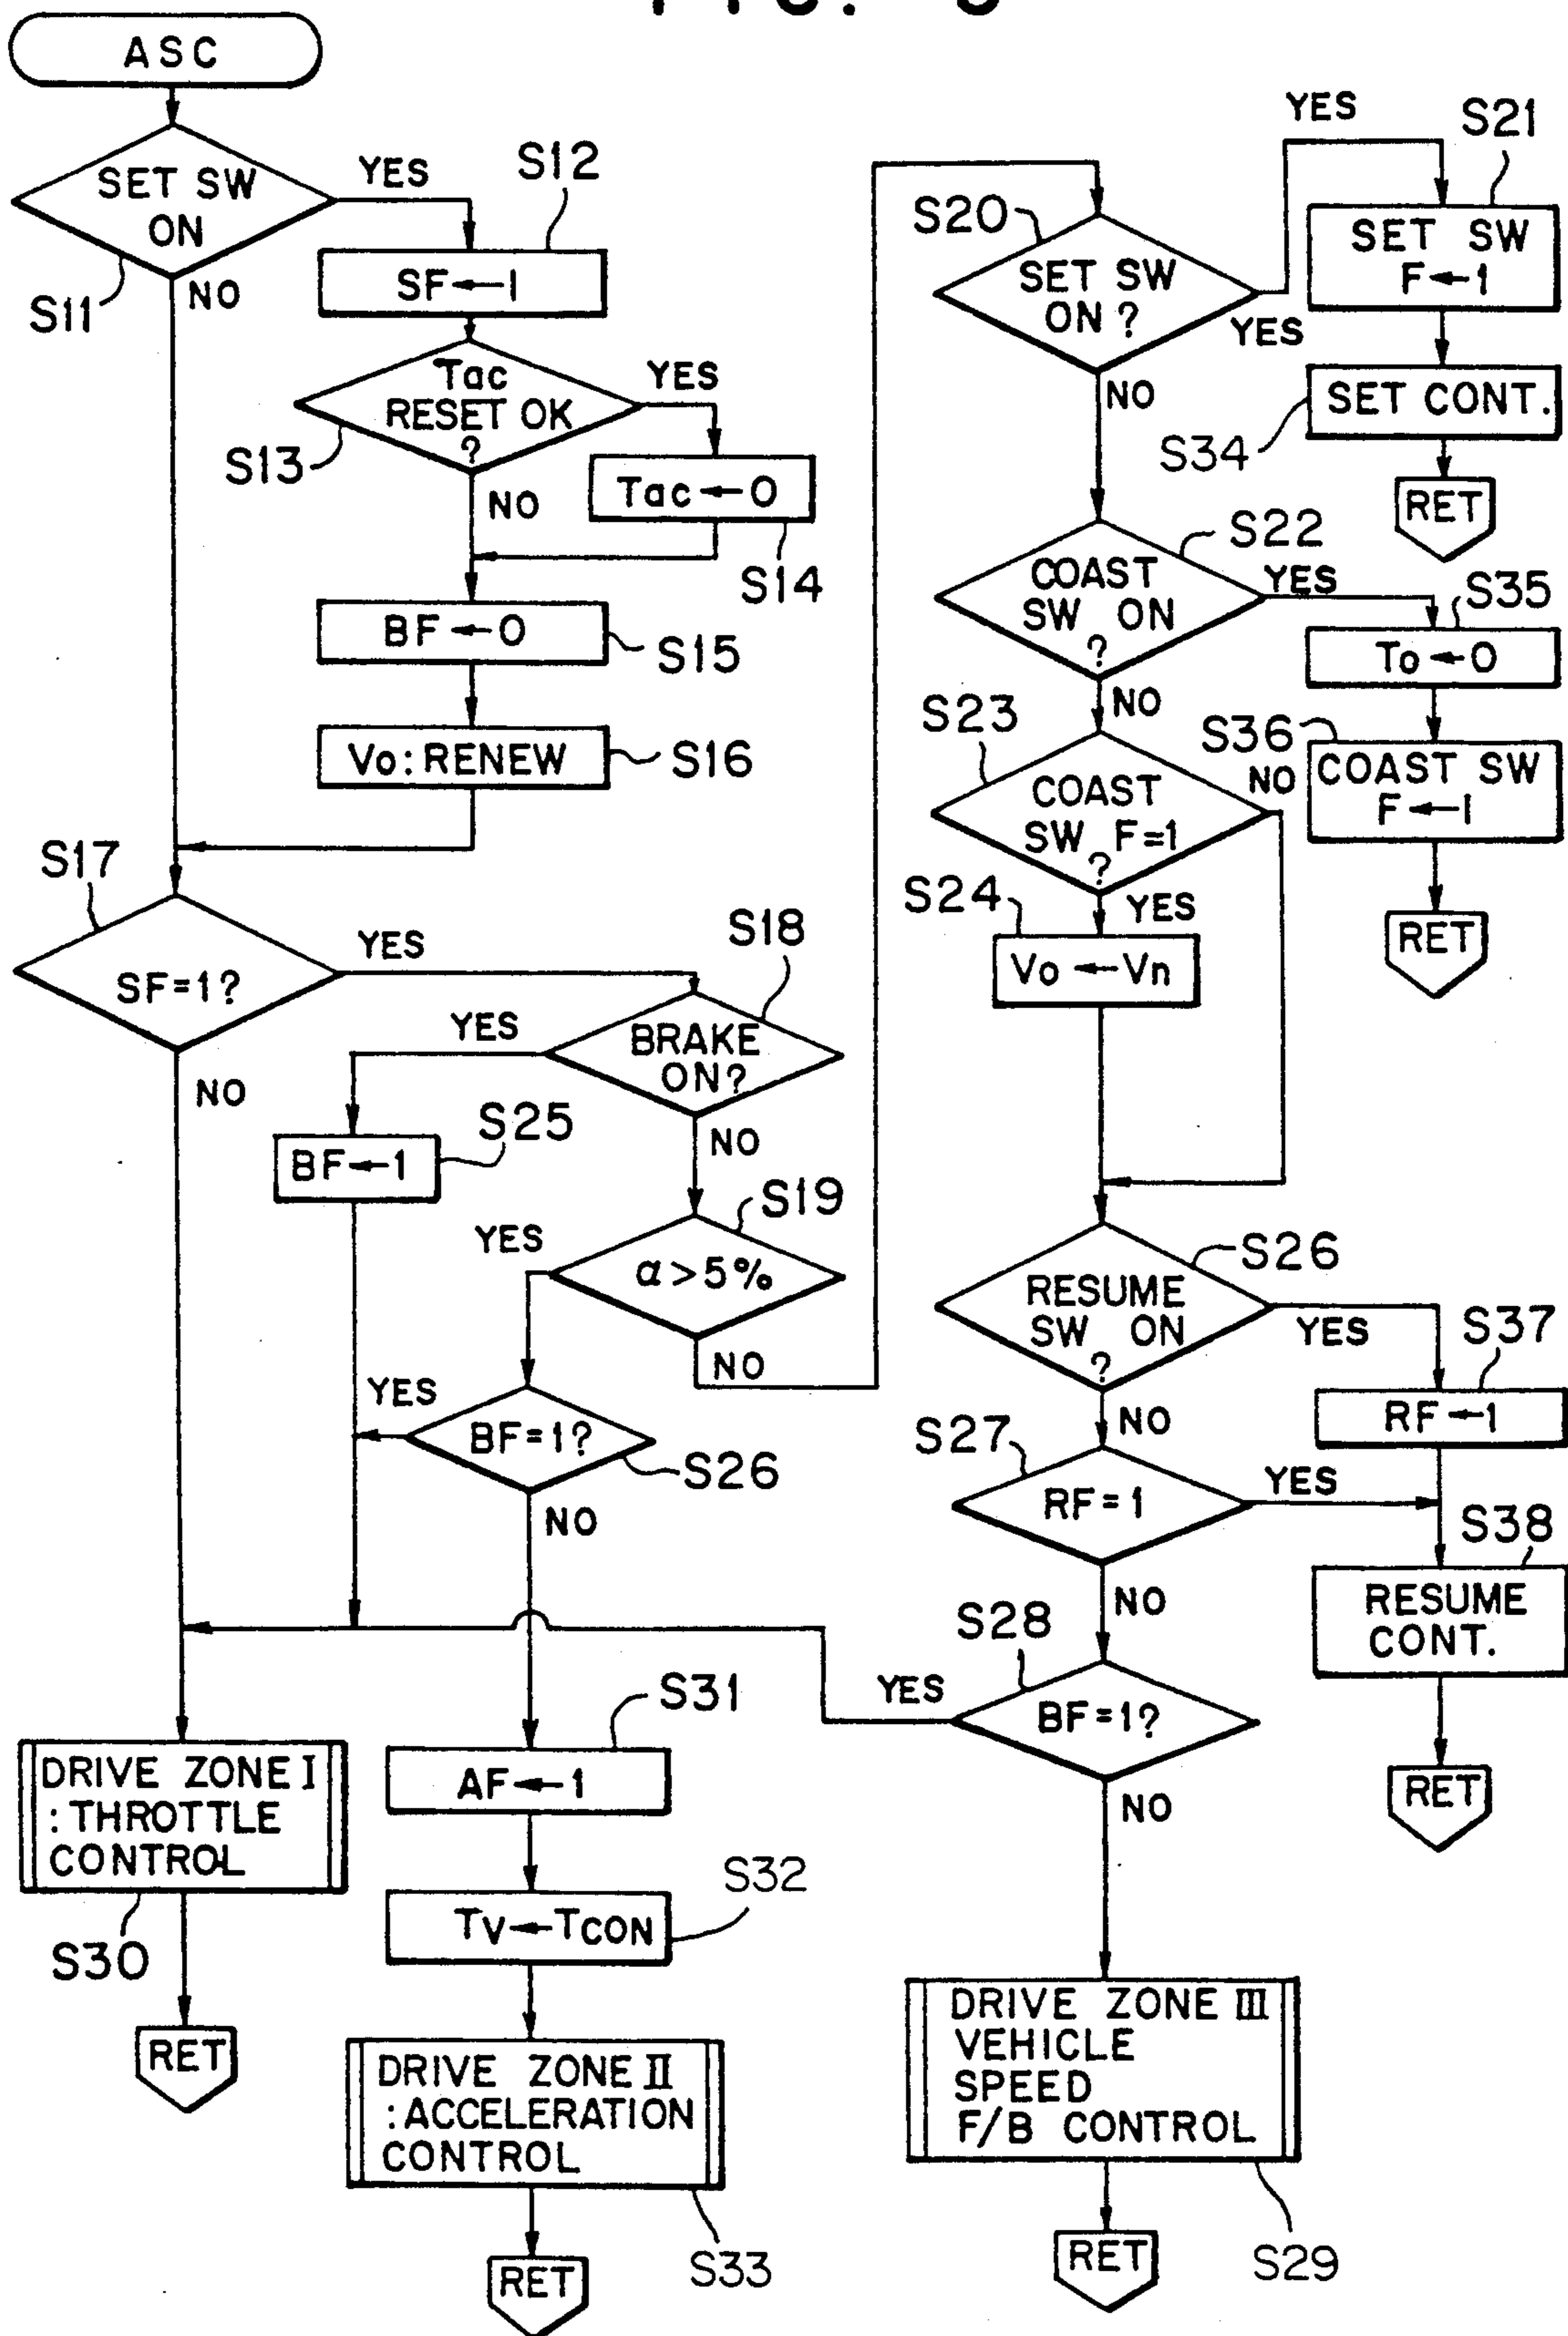 ASC
SET SW
ON
S11
YES
NO
S12
SF←1
Tac
RESET OK
?
S13
YES
NO
Tac←0
S14
BF←0
S15
Vo:RENEW
S16
S17
SF=1?
YES
NO
S18
BRAKE
ON?
YES
NO
BF←1
S25
S19
α>5%
YES
NO
BF=1?
YES
S26
NO
DRIVE ZONE I
:THROTTLE
CONTROL
S30
RET
S31
AF←1
S32
TV←TCON
DRIVE ZONE II
:ACCELERATION
CONTROL
S33
RET
S20
SET SW
ON?
YES
YES
NO
S21
SET SW
F←1
SET CONT.
S34
RET
S22
COAST
SW ON
?
YES
NO
S35
To←0
S36
COAST SW
F←1
RET
S23
COAST
SW F=1
?
NO
YES
S24
Vo←Vn
S26
RESUME
SW ON
?
YES
NO
S37
RF←1
S27
RF=1
YES
NO
S38
RESUME
CONT.
RET
S28
BF=1?
YES
NO
DRIVE ZONE III
VEHICLE
SPEED
F/B CONTROL
S29
RET